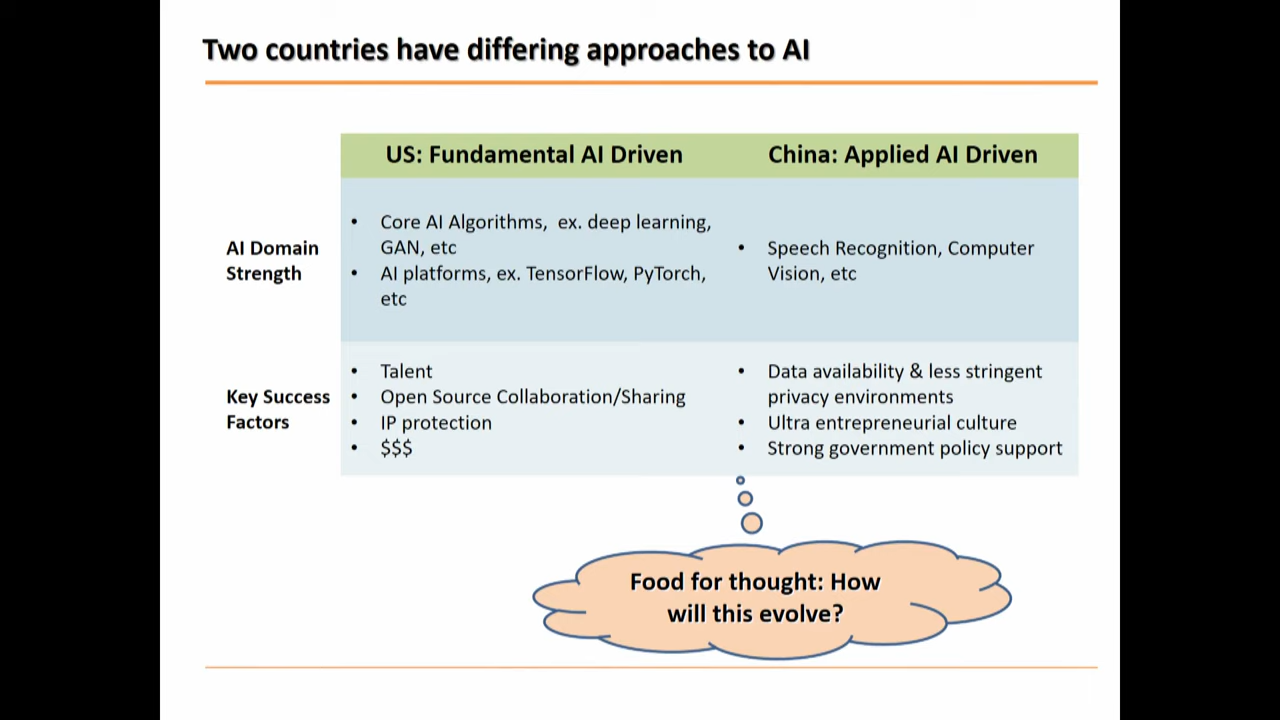 Two countries have differing approaches to AI
US: Fundamental AI Driven
China: Applied AI Driven
AI Domain
Strength
• Core AI Algorithms, ex. deep learning,
GAN, etc
• AI platforms, ex. TensorFlow, PyTorch,
etc
• Speech Recognition, Computer
Vision, etc
Key Success
Factors
• Talent
• Open Source Collaboration/Sharing
• IP protection
• $$$
• Data availability & less stringent
privacy environments
• Ultra entrepreneurial culture
• Strong government policy support
Food for thought: How
will this evolve?